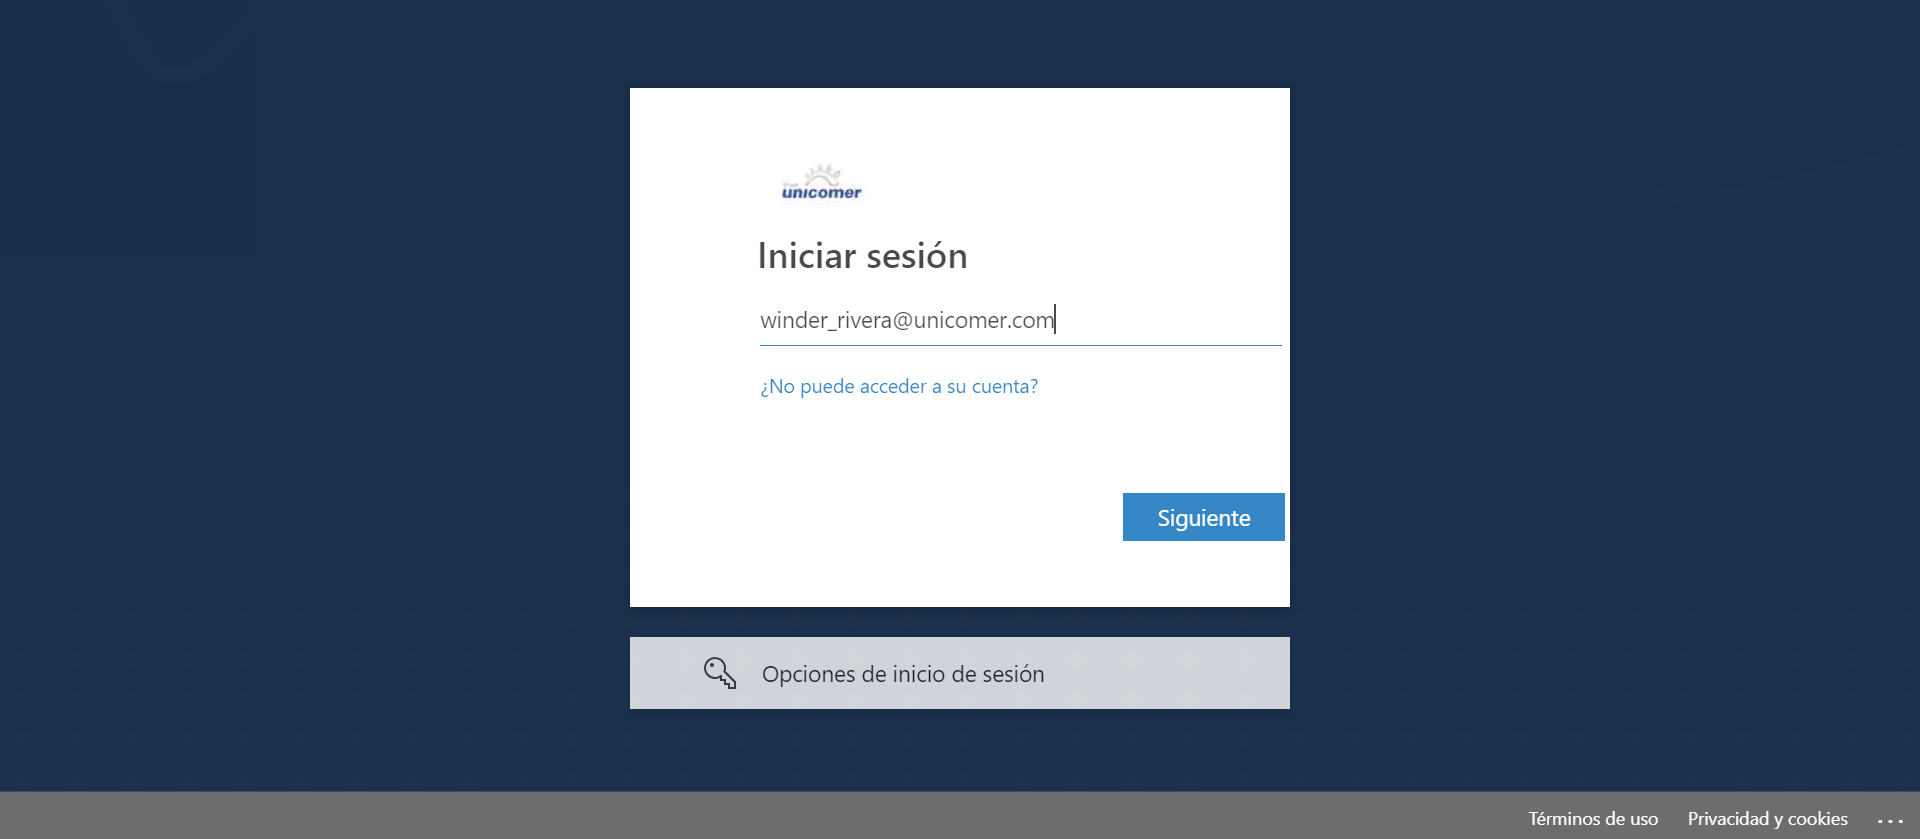 unicomer
Iniciar sesión
winder_rivera@unicomer.com
¿No puede acceder a su cuenta?
Siguiente
Opciones de inicio de sesión
Términos de uso Privacidad y cookies ...